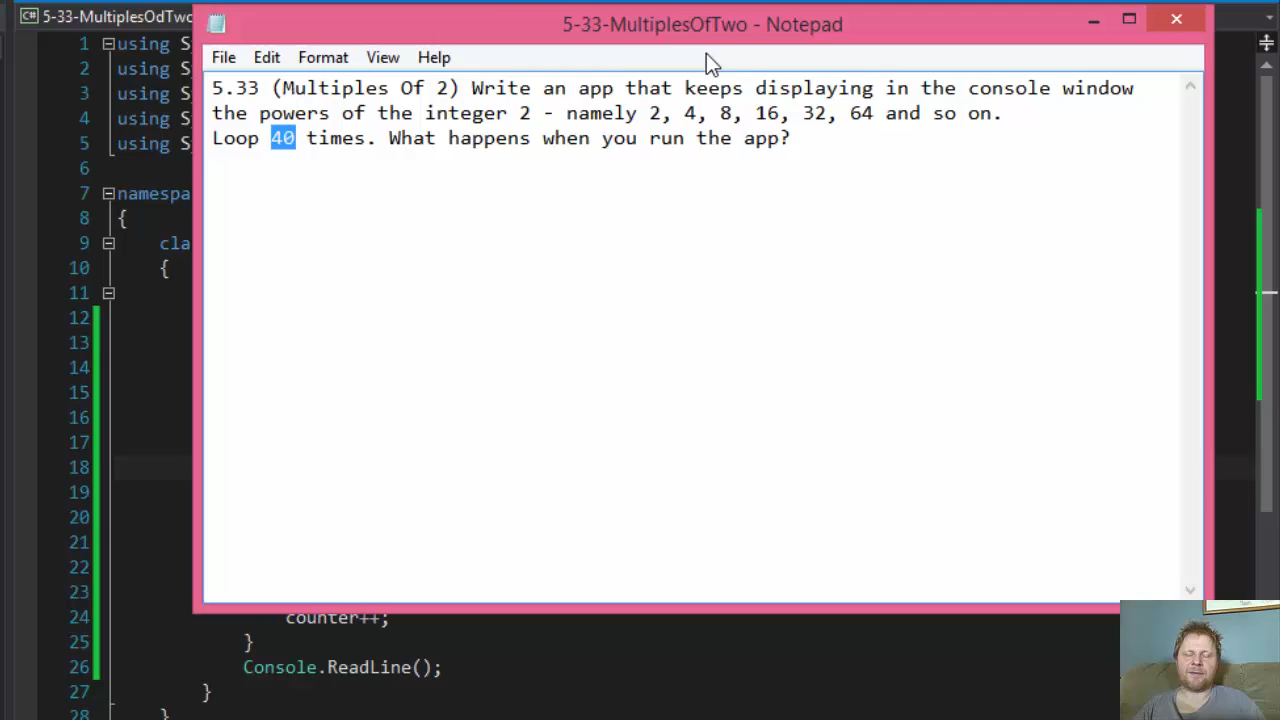 5-33-MultiplesOdTwo
5-33-MultiplesOfTwo - Notepad
File Edit Format View Help
5.33 (Multiples Of 2) Write an app that keeps displaying in the console window
the powers of the integer 2 - namely 2, 4, 8, 16, 32, 64 and so on.
Loop 40 times. What happens when you run the app?
1 using S
2 using
3 using
4 using
5 using
6
7 namespa
8 {
9 cla
10 {
11
12
13
14
15
16
17
18
19
20
21
22
23
24 counter++;
25 }
26 Console.ReadLine();
27 }
28 }